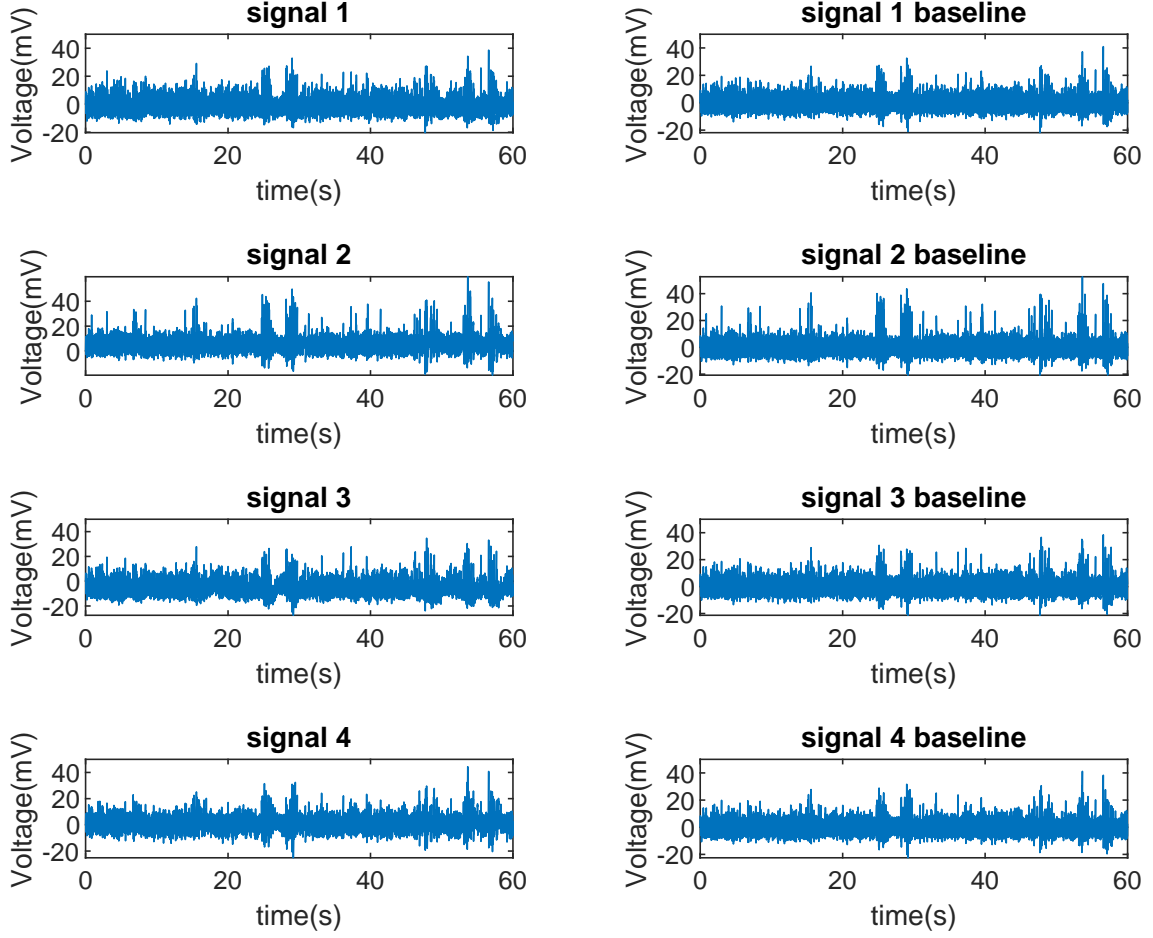 signal 1
Voltage(mV)
40
20
0
-20
0 20 40 60
time(s)
signal 1 baseline
Voltage(mV)
40
20
0
-20
0 20 40 60
time(s)
signal 2
Voltage(mV)
40
20
0
0 20 40 60
time(s)
signal 2 baseline
Voltage(mV)
40
20
0
-20
0 20 40 60
time(s)
signal 3
Voltage(mV)
40
20
0
-20
0 20 40 60
time(s)
signal 3 baseline
Voltage(mV)
40
20
0
-20
0 20 40 60
time(s)
signal 4
Voltage(mV)
40
20
0
-20
0 20 40 60
time(s)
signal 4 baseline
Voltage(mV)
40
20
0
-20
0 20 40 60
time(s)